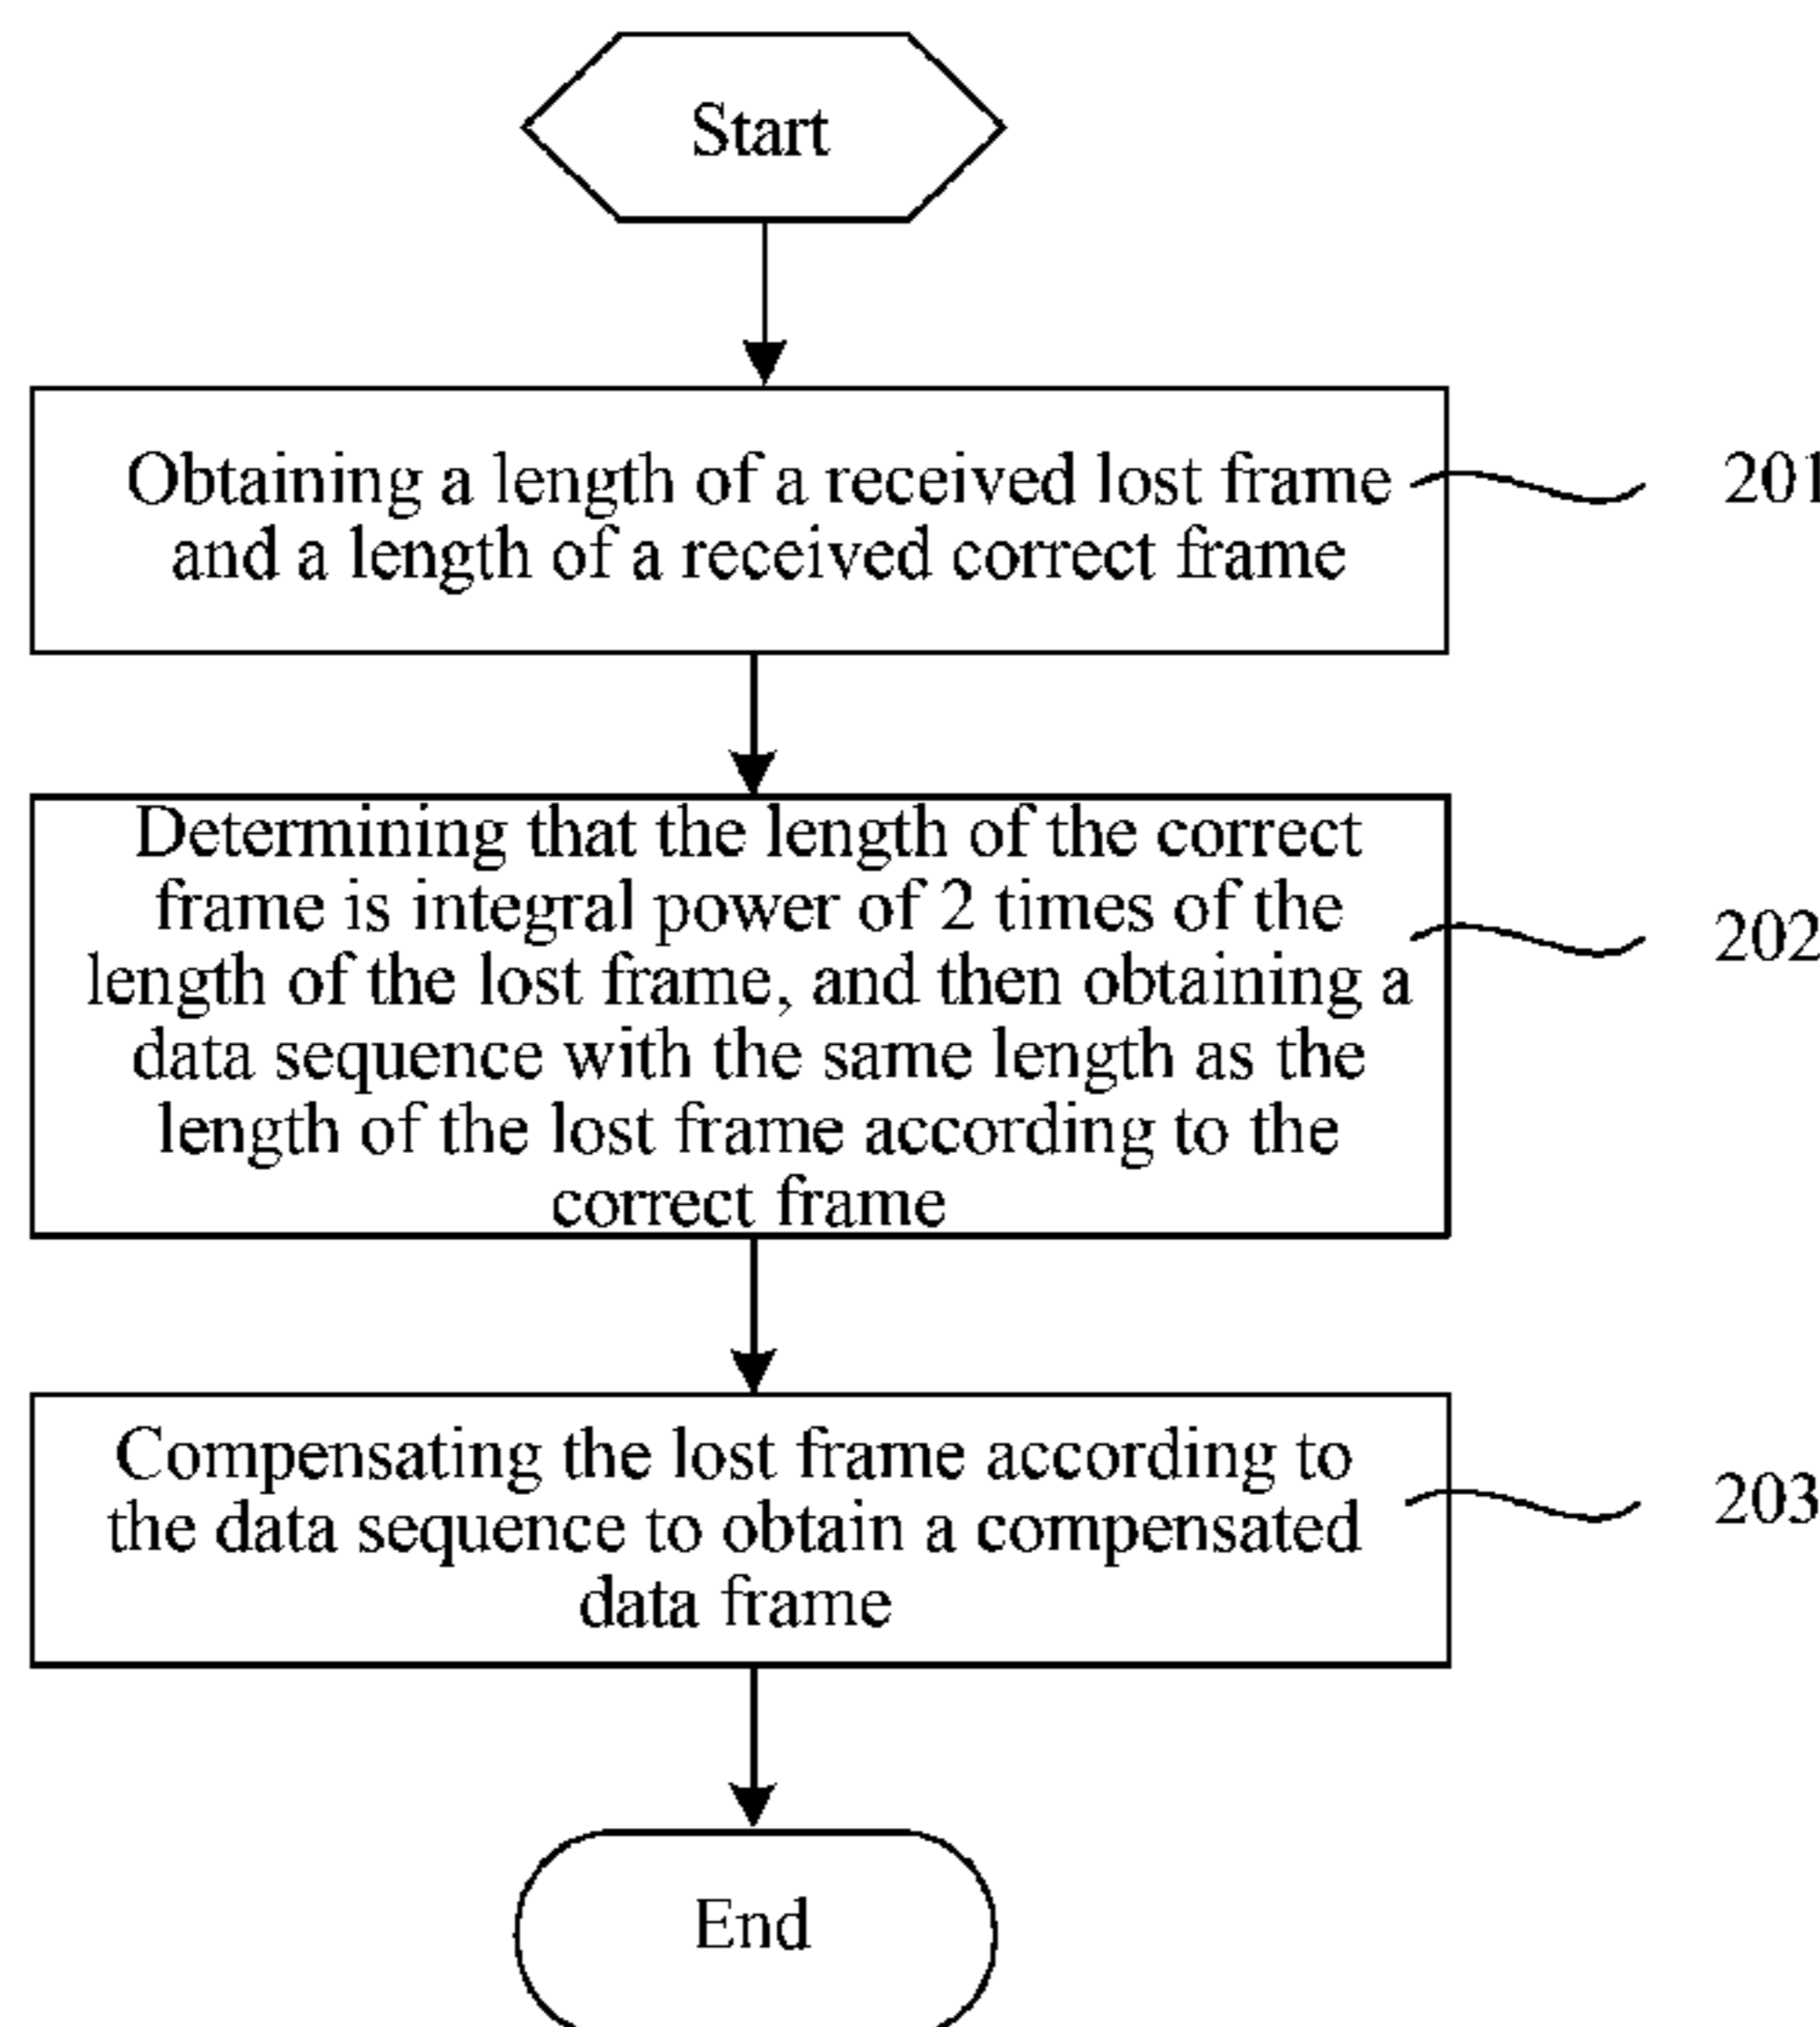 Start
Obtaining a length of a received lost frame
and a length of a received correct frame
201
Determining that the length of the correct
frame is integral power of 2 times of the
length of the lost frame, and then obtaining a
data sequence with the same length as the
length of the lost frame according to the
correct frame
202
Compensating the lost frame according to
the data sequence to obtain a compensated
data frame
203
End